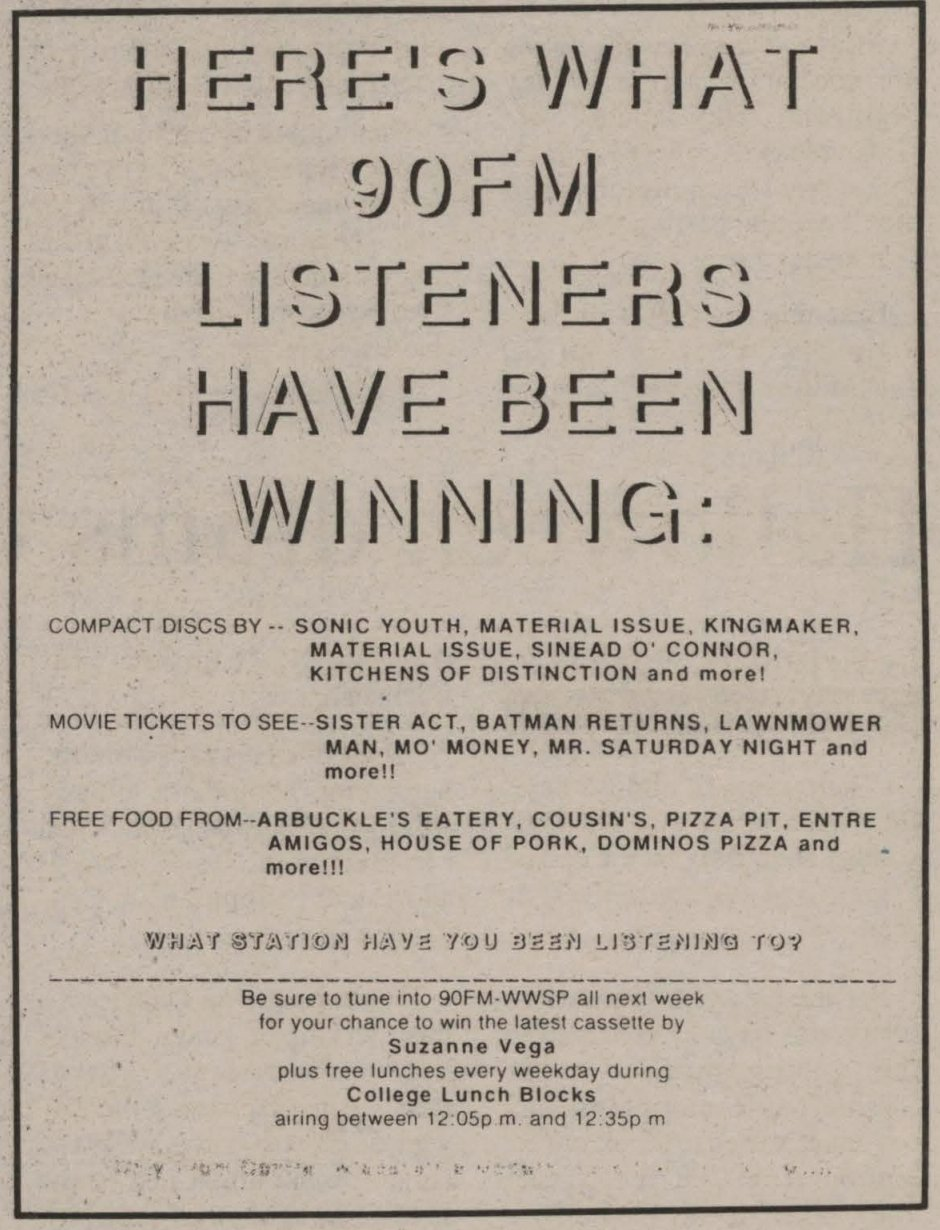 HERE'S WHAT
90FM
LISTENERS
HAVE BEEN
WINNING:
COMPACT DISCS BY -- SONIC YOUTH, MATERIAL ISSUE, KINGMAKER,
MATERIAL ISSUE, SINEAD O' CONNOR,
KITCHENS OF DISTINCTION and more!
MOVIE TICKETS TO SEE--SISTER ACT, BATMAN RETURNS, LAWNMOWER
MAN, MO' MONEY, MR. SATURDAY NIGHT and
more!!
FREE FOOD FROM--ARBUCKLE'S EATERY, COUSIN'S, PIZZA PIT, ENTRE
AMIGOS, HOUSE OF PORK, DOMINOS PIZZA and
more!!!
WHAT STATION HAVE YOU BEEN LISTENING TO?
Be sure to tune into 90FM-WWSP all next week
for your chance to win the latest cassette by
Suzanne Vega
plus free lunches every weekday during
College Lunch Blocks
airing between 12:05p.m. and 12:35p m
Only from Central